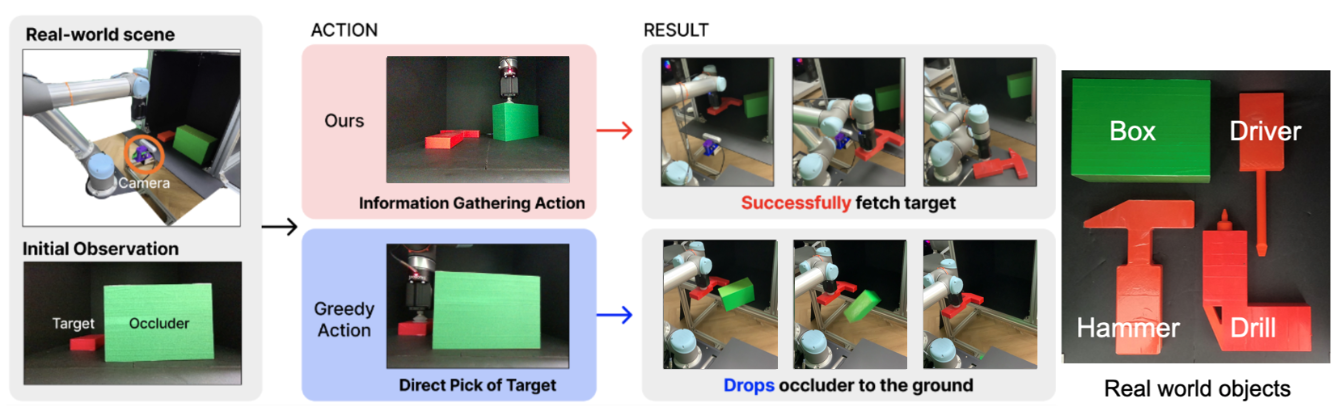 Real-world scene
Camera
Initial Observation
Target
Occluder
ACTION
Ours
Information Gathering Action
Greedy
Action
Direct Pick of Target
RESULT
Successfully fetch target
Drops occluder to the ground
Box
Driver
Hammer
Drill
Real world objects